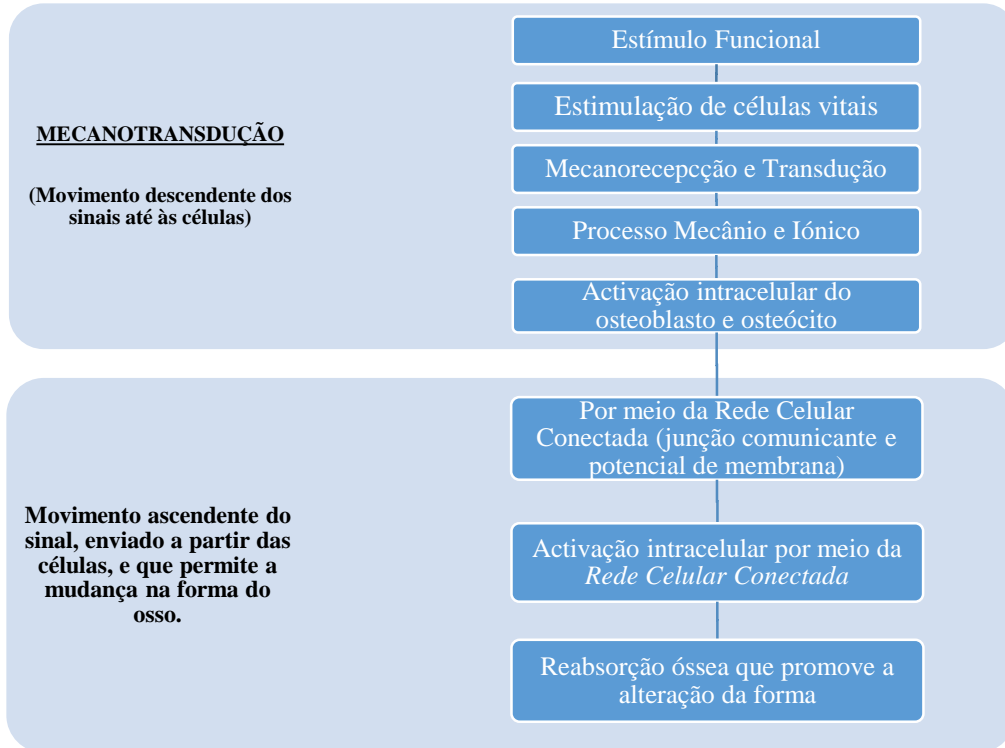 Estímulo Funcional
Estimulação de células vitais
MECANOTRANSDUÇÃO
(Movimento descendente dos
sinais até às células)
Mecanorecepcção e Transdução
Processo Mecânio e Iónico
Activação intracelular do
osteoblasto e osteócito
Por meio da Rede Celular
Conectada (junção comunicante e
potencial de membrana)
Movimento ascendente do
sinal, enviado a partir das
células, e que permite a
mudança na forma do
osso.
Activação intracelular por meio da
Rede Celular Conectada
Reabsorção óssea que promove a
alteração da forma